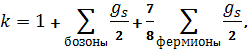 k = 1 + ∑_{бозоны} g_s/2 + 7/8 ∑_{фермионы} g_s/2.